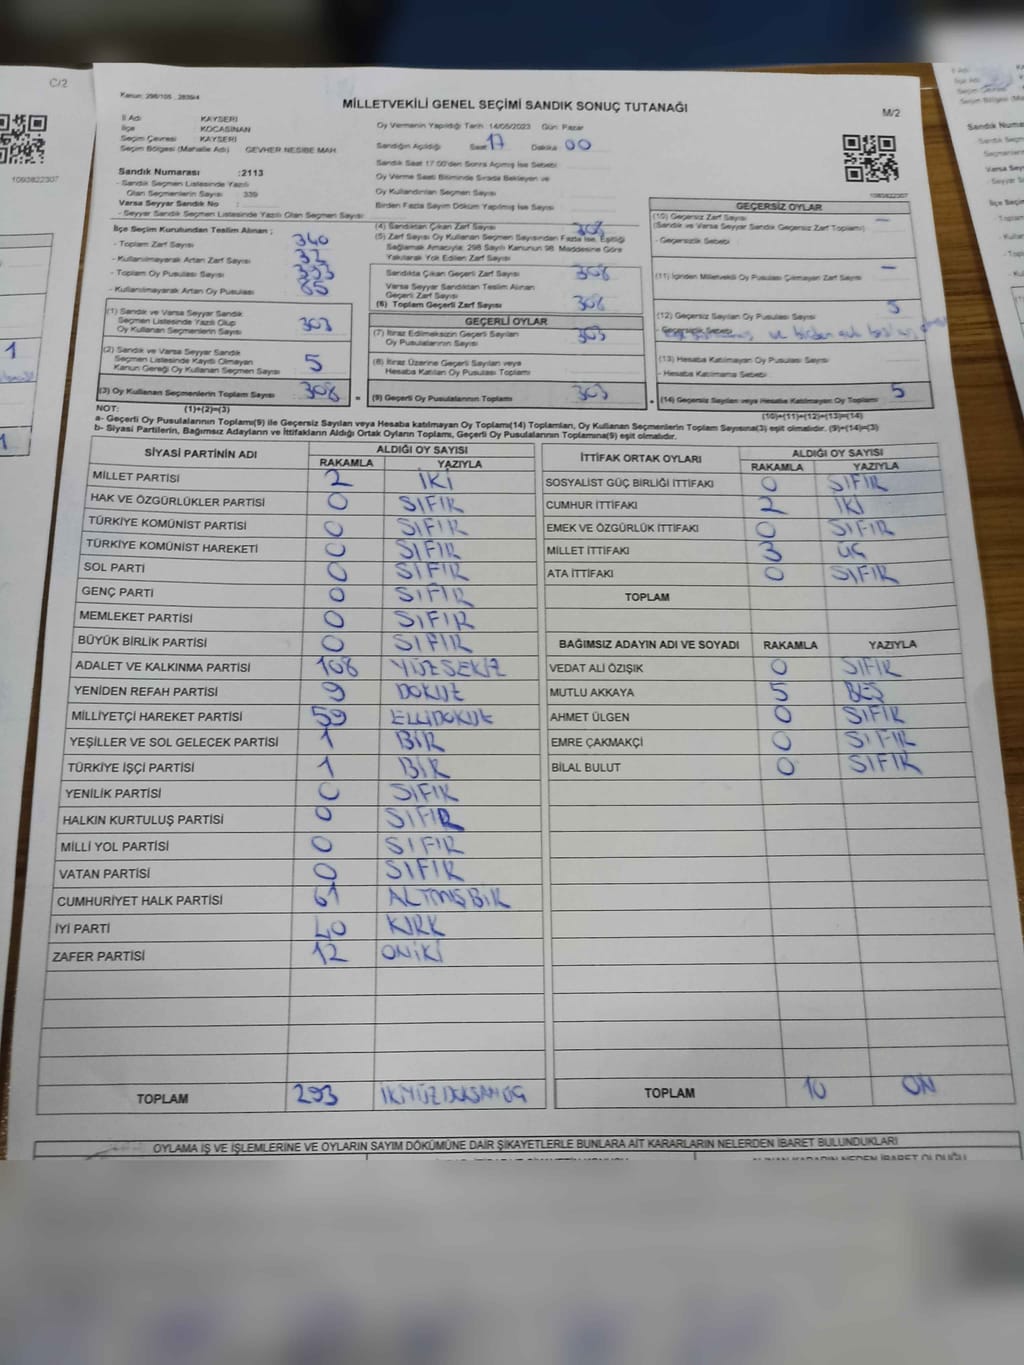 C/2
1093822307
1
1
Kanun: 298/105 , 2839/4
MİLLETVEKİLİ GENEL SEÇİMİ SANDIK SONUÇ TUTANAĞI
M/2
İl Adı KAYSERİ
İlçe KOCASİNAN
Seçim Çevresi KAYSERİ
Seçim Bölgesi (Mahalle Adı) GEVHER NESİBE MAH.
Oy Vermenin Yapıldığı Tarih :14/05/2023 Gün: Pazar
Sandığın Açıldığı Saat 17 Dakika 00
Sandık Saat 17:00'den Sonra Açılmış İse Sebebi
Oy Verme Saati Bitiminde Sırada Bekleyen ve
Oy Kullandırılan Seçmen Sayısı
Birden Fazla Sayım Döküm Yapılmış İse Sayısı
1093822307
Sandık Numarası :2113
- Sandık Seçmen Listesinde Yazılı
Olan Seçmenlerin Sayısı : 339
Varsa Seyyar Sandık No :
- Seyyar Sandık Seçmen Listesinde Yazılı Olan Seçmen Sayısı:
İlçe Seçim Kurulundan Teslim Alınan ;
- Toplam Zarf Sayısı 340
- Kullanılmayarak Artan Zarf Sayısı
- Toplam Oy Pusulası Sayısı
- Kullanılmayarak Artan Oy Pusulası
(1) Sandık ve Varsa Seyyar Sandık
Seçmen Listesinde Yazılı Olup
Oy Kullanan Seçmenlerin Sayısı 303
(2) Sandık ve Varsa Seyyar Sandık
Seçmen Listesinde Kayıtlı Olmayan
Kanun Gereği Oy Kullanan Seçmen Sayısı 5
(3) Oy Kullanan Seçmenlerin Toplam Sayısı 308
(4) Sandıktan Çıkan Zarf Sayısı 308
(5) Zarf Sayısı Oy Kullanan Seçmen Sayısından Fazla İse, Eşitliği
Sağlamak Amacıyla; 298 Sayılı Kanunun 98. Maddesine Göre
Yakılarak Yok Edilen Zarf Sayısı
Sandıkta Çıkan Geçerli Zarf Sayısı 308
Varsa Seyyar Sandıktan Teslim Alınan
Geçerli Zarf Sayısı
(6) Toplam Geçerli Zarf Sayısı 308
GEÇERLİ OYLAR
(7) İtiraz Edilmeksizin Geçerli Sayılan
Oy Pusulalarının Sayısı 303
(8) İtiraz Üzerine Geçerli Sayılan veya
Hesaba Katılan Oy Pusulası Toplamı
(9) Geçerli Oy Pusulalarının Toplamı 303
GEÇERSİZ OYLAR
(10) Geçersiz Zarf Sayısı —
(Sandık ve Varsa Seyyar Sandık Geçersiz Zarf Toplamı)
- Geçersizlik Sebebi :
(11) İçinden Milletvekili Oy Pusulası Çıkmayan Zarf Sayısı —
(12) Geçersiz Sayılan Oy Pusulası Sayısı 5
- Geçersizlik Sebebi ve birden çok
(13) Hesaba Katılmayan Oy Pusulası Sayısı
- Hesaba Katılmama Sebebi
(14) Geçersiz Sayılan veya Hesaba Katılmayan Oy Toplamı 5
NOT: (1)+(2)=(3)
(10)+(11)+(12)+(13)=(14)
a- Geçerli Oy Pusulalarının Toplamı(9) ile Geçersiz Sayılan veya Hesaba katılmayan Oy Toplamı(14) Toplamları, Oy Kullanan Seçmenlerin Toplam Sayısına(3) eşit olmalıdır. (9)+(14)=(3)
b- Siyasi Partilerin, Bağımsız Adayların ve İttifakların Aldığı Ortak Oyların Toplamı, Geçerli Oy Pusulalarının Toplamına(9) eşit olmalıdır.
SİYASİ PARTİNİN ADI ALDIĞI OY SAYISI
RAKAMLA YAZIYLA
MİLLET PARTİSİ 2 İKİ
HAK VE ÖZGÜRLÜKLER PARTİSİ 0 SIFIR
TÜRKİYE KOMÜNİST PARTİSİ 0 SIFIR
TÜRKİYE KOMÜNİST HAREKETİ 0 SIFIR
SOL PARTİ 0 SIFIR
GENÇ PARTİ 0 SIFIR
MEMLEKET PARTİSİ 0 SIFIR
BÜYÜK BİRLİK PARTİSİ 0 SIFIR
ADALET VE KALKINMA PARTİSİ 108 YÜZSEKİZ
YENİDEN REFAH PARTİSİ 9 DOKUZ
MİLLİYETÇİ HAREKET PARTİSİ 59 ELLİDOKUZ
YEŞİLLER VE SOL GELECEK PARTİSİ 1 BİR
TÜRKİYE İŞÇİ PARTİSİ 1 BİR
YENİLİK PARTİSİ 0 SIFIR
HALKIN KURTULUŞ PARTİSİ 0 SIFIR
MİLLİ YOL PARTİSİ 0 SIFIR
VATAN PARTİSİ 0 SIFIR
CUMHURİYET HALK PARTİSİ 61 ALTMIŞBİR
İYİ PARTİ 40 KIRK
ZAFER PARTİSİ 12 ONİKİ
TOPLAM 293 İKİYÜZDOKSANÜÇ
İTTİFAK ORTAK OYLARI ALDIĞI OY SAYISI
RAKAMLA YAZIYLA
SOSYALİST GÜÇ BİRLİĞİ İTTİFAKI 0 SIFIR
CUMHUR İTTİFAKI 2 İKİ
EMEK VE ÖZGÜRLÜK İTTİFAKI 0 SIFIR
MİLLET İTTİFAKI 3 ÜÇ
ATA İTTİFAKI 0 SIFIR
TOPLAM
BAĞIMSIZ ADAYIN ADI VE SOYADI RAKAMLA YAZIYLA
VEDAT ALİ ÖZIŞIK 0 SIFIR
MUTLU AKKAYA 5 BEŞ
AHMET ÜLGEN 0 SIFIR
EMRE ÇAKMAKÇİ 0 SIFIR
BİLAL BULUT 0 SIFIR
TOPLAM 10 ON
OYLAMA İŞ VE İŞLEMLERİNE VE OYLARIN SAYIM DÖKÜMÜNE DAİR ŞİKAYETLERLE BUNLARA AİT KARARLARIN NELERDEN İBARET BULUNDUKLARI
ALINAN KARARIN NEDEN İBARET OLDUĞU